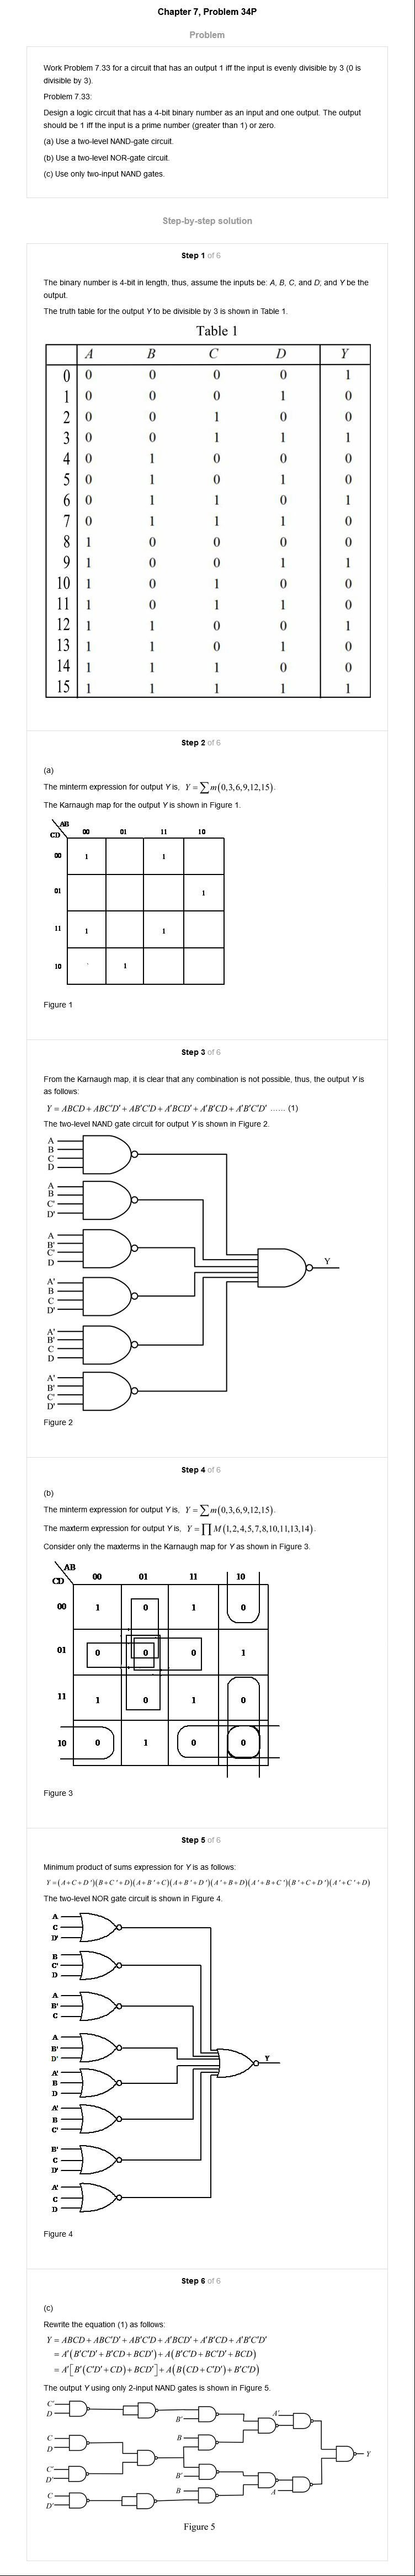 Chapter 7, Problem 34P
Problem
Work Problem 7.33 for a circuit that has an output 1 iff the input is evenly divisible by 3 (0 is
divisible by 3).
Problem 7.33:
Design a logic circuit that has a 4-bit binary number as an input and one output. The output
should be 1 iff the input is a prime number (greater than 1) or zero.
(a) Use a two-level NAND-gate circuit.
(b) Use a two-level NOR-gate circuit.
(c) Use only two-input NAND gates.
Step-by-step solution
Step 1 of 6
The binary number is 4-bit in length, thus, assume the inputs be: A, B, C, and D; and Y be the
output.
The truth table for the output Y to be divisible by 3 is shown in Table 1.
Table 1
A B C D Y
0 0 0 0 0 1
1 0 0 0 1 0
2 0 0 1 0 0
3 0 0 1 1 1
4 0 1 0 0 0
5 0 1 0 1 0
6 0 1 1 0 1
7 0 1 1 1 0
8 1 0 0 0 0
9 1 0 0 1 1
10 1 0 1 0 0
11 1 0 1 1 0
12 1 1 0 0 1
13 1 1 0 1 0
14 1 1 1 0 0
15 1 1 1 1 1
Step 2 of 6
(a)
The minterm expression for output Y is, Y = ∑ m(0,3,6,9,12,15).
The Karnaugh map for the output Y is shown in Figure 1.
AB
CD 00 01 11 10
00 1 1
01 1
11 1 1
10 1
Figure 1
Step 3 of 6
From the Karnaugh map, it is clear that any combination is not possible, thus, the output Y is
as follows:
Y = ABCD + ABC'D' + AB'C'D + A'BCD' + A'B'CD + A'B'C'D' ...... (1)
The two-level NAND gate circuit for output Y is shown in Figure 2.
A
B
C
D
A
B
C'
D'
A
B'
C'
D
Y
A'
B
C
D'
A'
B'
C
D
A'
B'
C'
D'
Figure 2
Step 4 of 6
(b)
The minterm expression for output Y is, Y = ∑ m(0,3,6,9,12,15).
The maxterm expression for output Y is, Y = ∏ M(1,2,4,5,7,8,10,11,13,14).
Consider only the maxterms in the Karnaugh map for Y as shown in Figure 3.
AB
CD 00 01 11 10
00 1 0 1 0
01 0 0 0 1
11 1 0 1 0
10 0 1 0 0
Figure 3
Step 5 of 6
Minimum product of sums expression for Y is as follows:
Y=(A+C+D')(B+C'+D)(A+B'+C)(A+B'+D')(A'+B+D)(A'+B+C')(B'+C+D')(A'+C'+D)
The two-level NOR gate circuit is shown in Figure 4.
A
C
D'
B
C'
D
A
B'
C
A
B'
D'
Y
A'
B
D
A'
B
C'
B'
C
D'
A'
C
D
Figure 4
Step 6 of 6
(c)
Rewrite the equation (1) as follows:
Y = ABCD + ABC'D' + AB'C'D + A'BCD' + A'B'CD + A'B'C'D'
= A'(B'C'D' + B'CD + BCD') + A(B'C'D + BC'D' + BCD)
= A'[B'(C'D' + CD) + BCD'] + A(B(CD + C'D') + B'C'D)
The output Y using only 2-input NAND gates is shown in Figure 5.
C'
D
B'
A'
C
D
B
Y
C'
D'
B'
A
C
D'
B
Figure 5